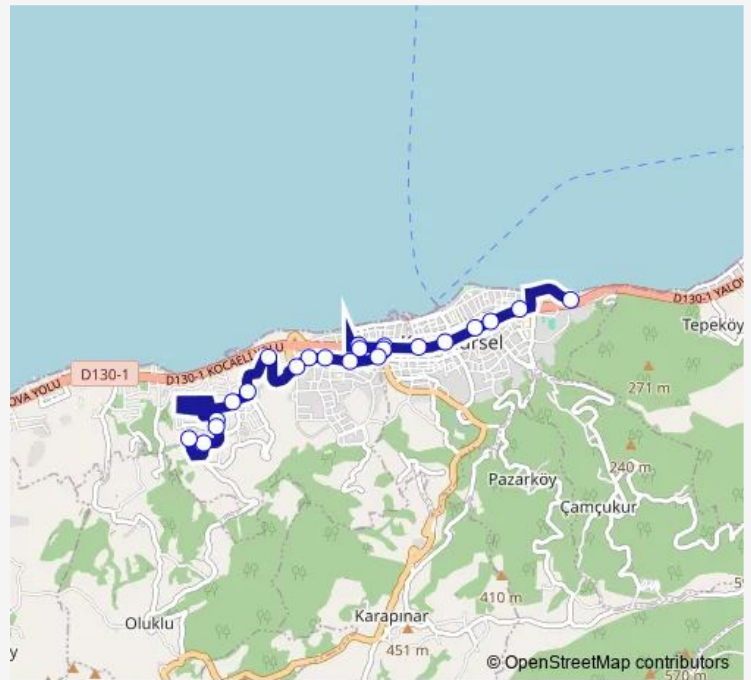 D130-1 YALOV
Tepeköy
rsel
D130-1 KOCAELİ
LU
D130-1
OVA YOLU
271 m
240 m
Pazarköy
Çamçukur
410 m
Oluklu
Karapınar
451 m
y
570 m
© OpenStreetMap contributors